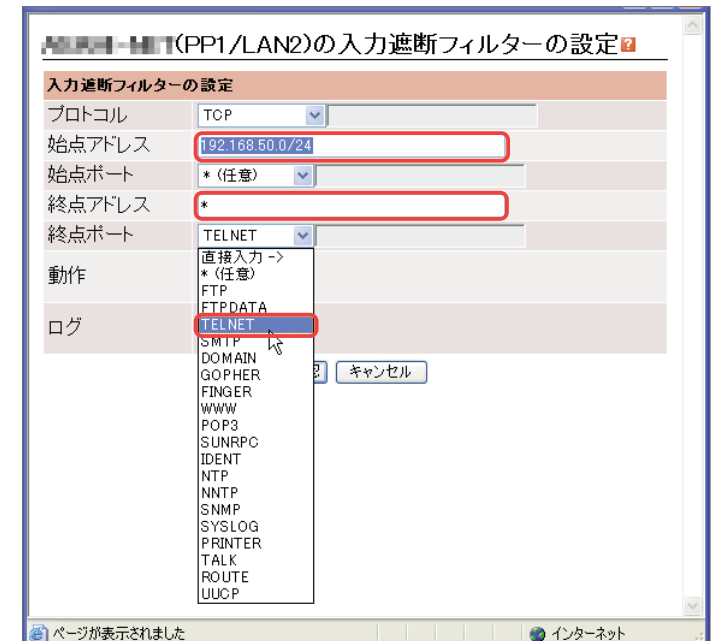 (PP1/LAN2)の入力遮断フィルターの設定?
入力遮断フィルターの設定
プロトコル TCP
始点アドレス 192.168.50.0/24
始点ポート * (任意)
終点アドレス *
終点ポート TELNET
直接入力 ->
* (任意)
動作
FTP
FTPDATA
ログ TELNET
SMTP
DOMAIN
GOPHER キャンセル
FINGER
WWW
POP3
SUNRPC
IDENT
NTP
NNTP
SNMP
SYSLOG
PRINTER
TALK
ROUTE
UUCP
ページが表示されました インターネット